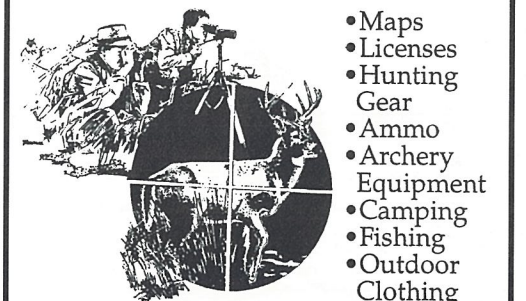 •Maps
•Licenses
•Hunting
Gear
•Ammo
•Archery
Equipment
•Camping
•Fishing
•Outdoor
Clothing